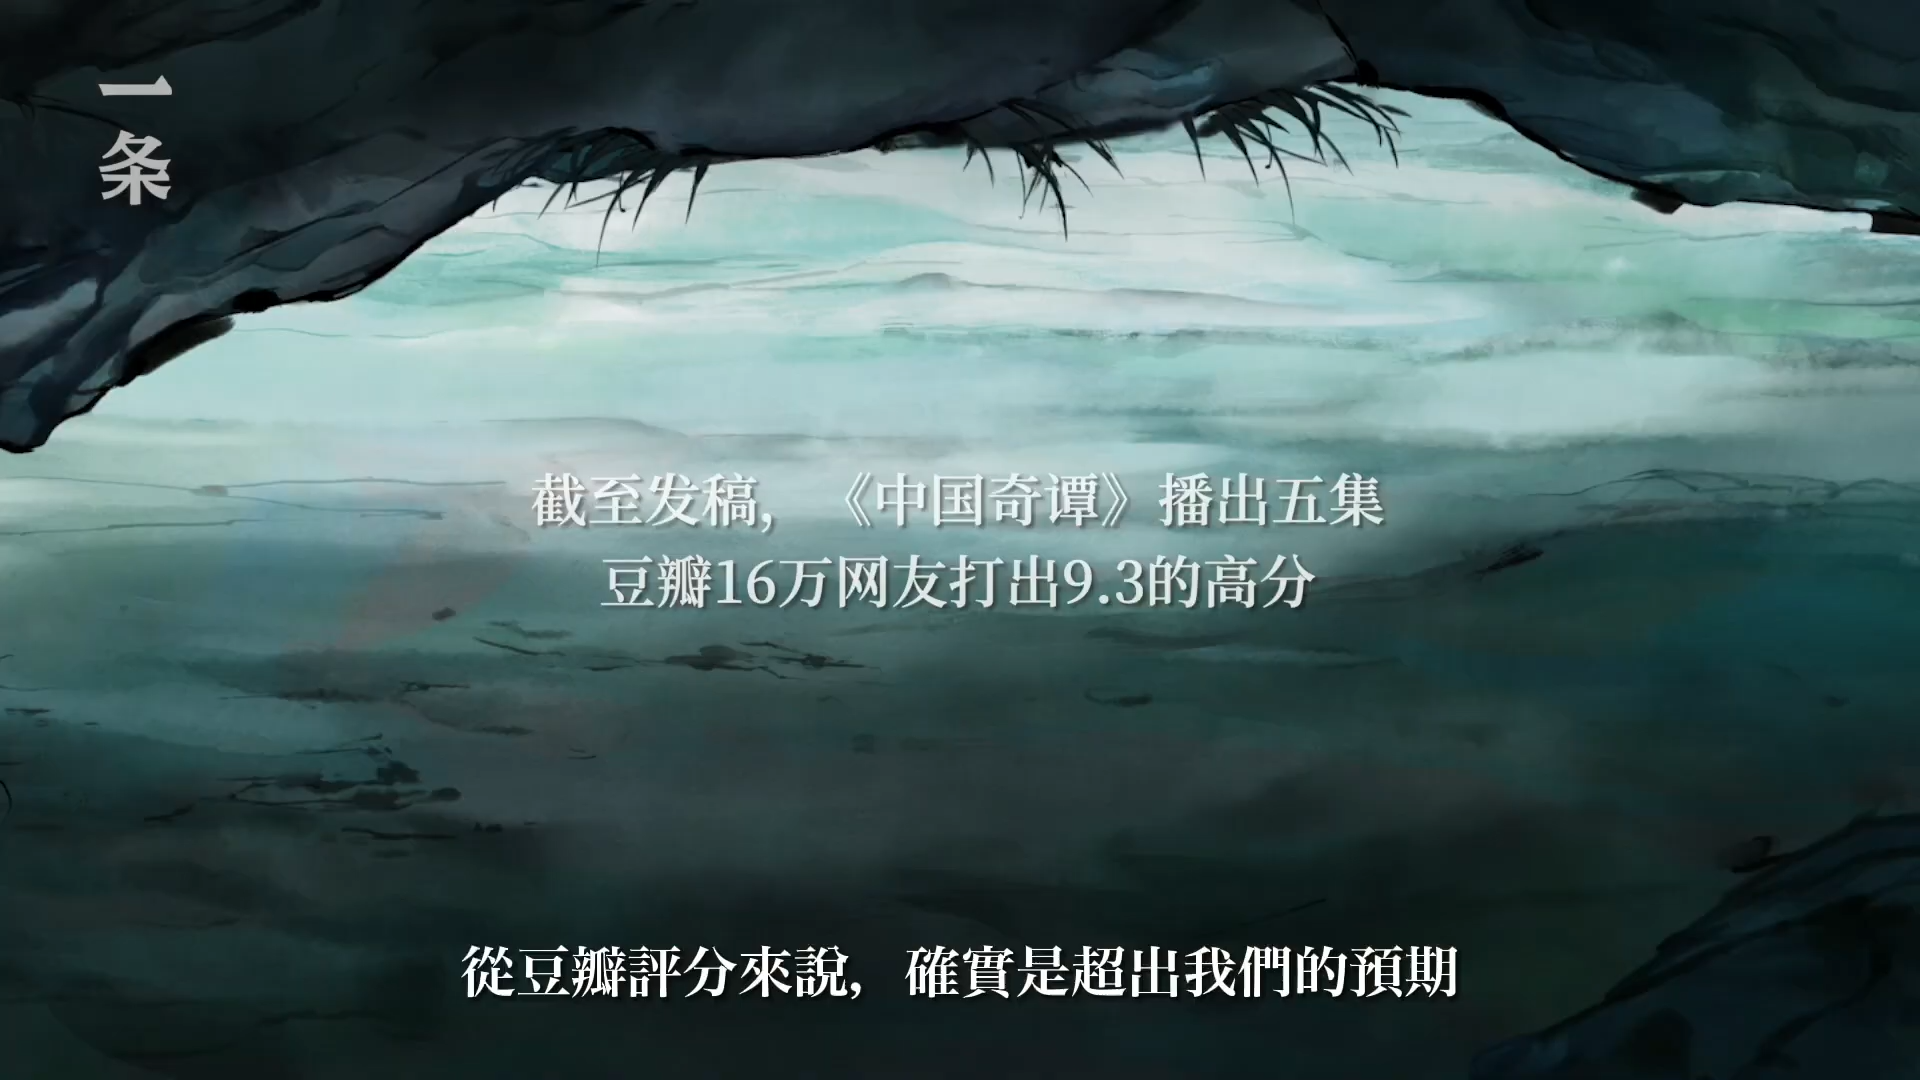 一条
截至发稿，《中国奇谭》播出五集
豆瓣16万网友打出9.3的高分
從豆瓣評分來說，確實是超出我們的預期